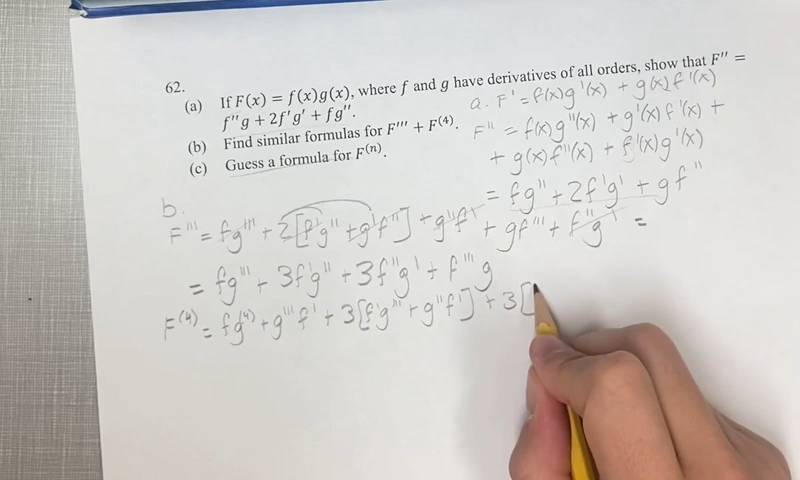 62.
(a) If F(x) = f(x)g(x), where f and g have derivatives of all orders, show that F'' =
f''g + 2f'g' + fg''.
(b) Find similar formulas for F''' + F⁽⁴⁾.
(c) Guess a formula for F⁽ⁿ⁾.
a. F' = f(x)g'(x) + g(x)f'(x)
F'' = f(x)g''(x) + g'(x)f'(x) +
+ g(x)f''(x) + f'(x)g'(x)
= fg'' + 2f'g' + gf''
b.
F''' = fg''' + 2[f'g'' + g'f''] + g''f' + gf''' + f''g' =
= fg''' + 3f'g'' + 3f''g' + f'''g
F⁽⁴⁾ = fg⁽⁴⁾ + g'''f' + 3[f'g''' + g''f'] + 3[